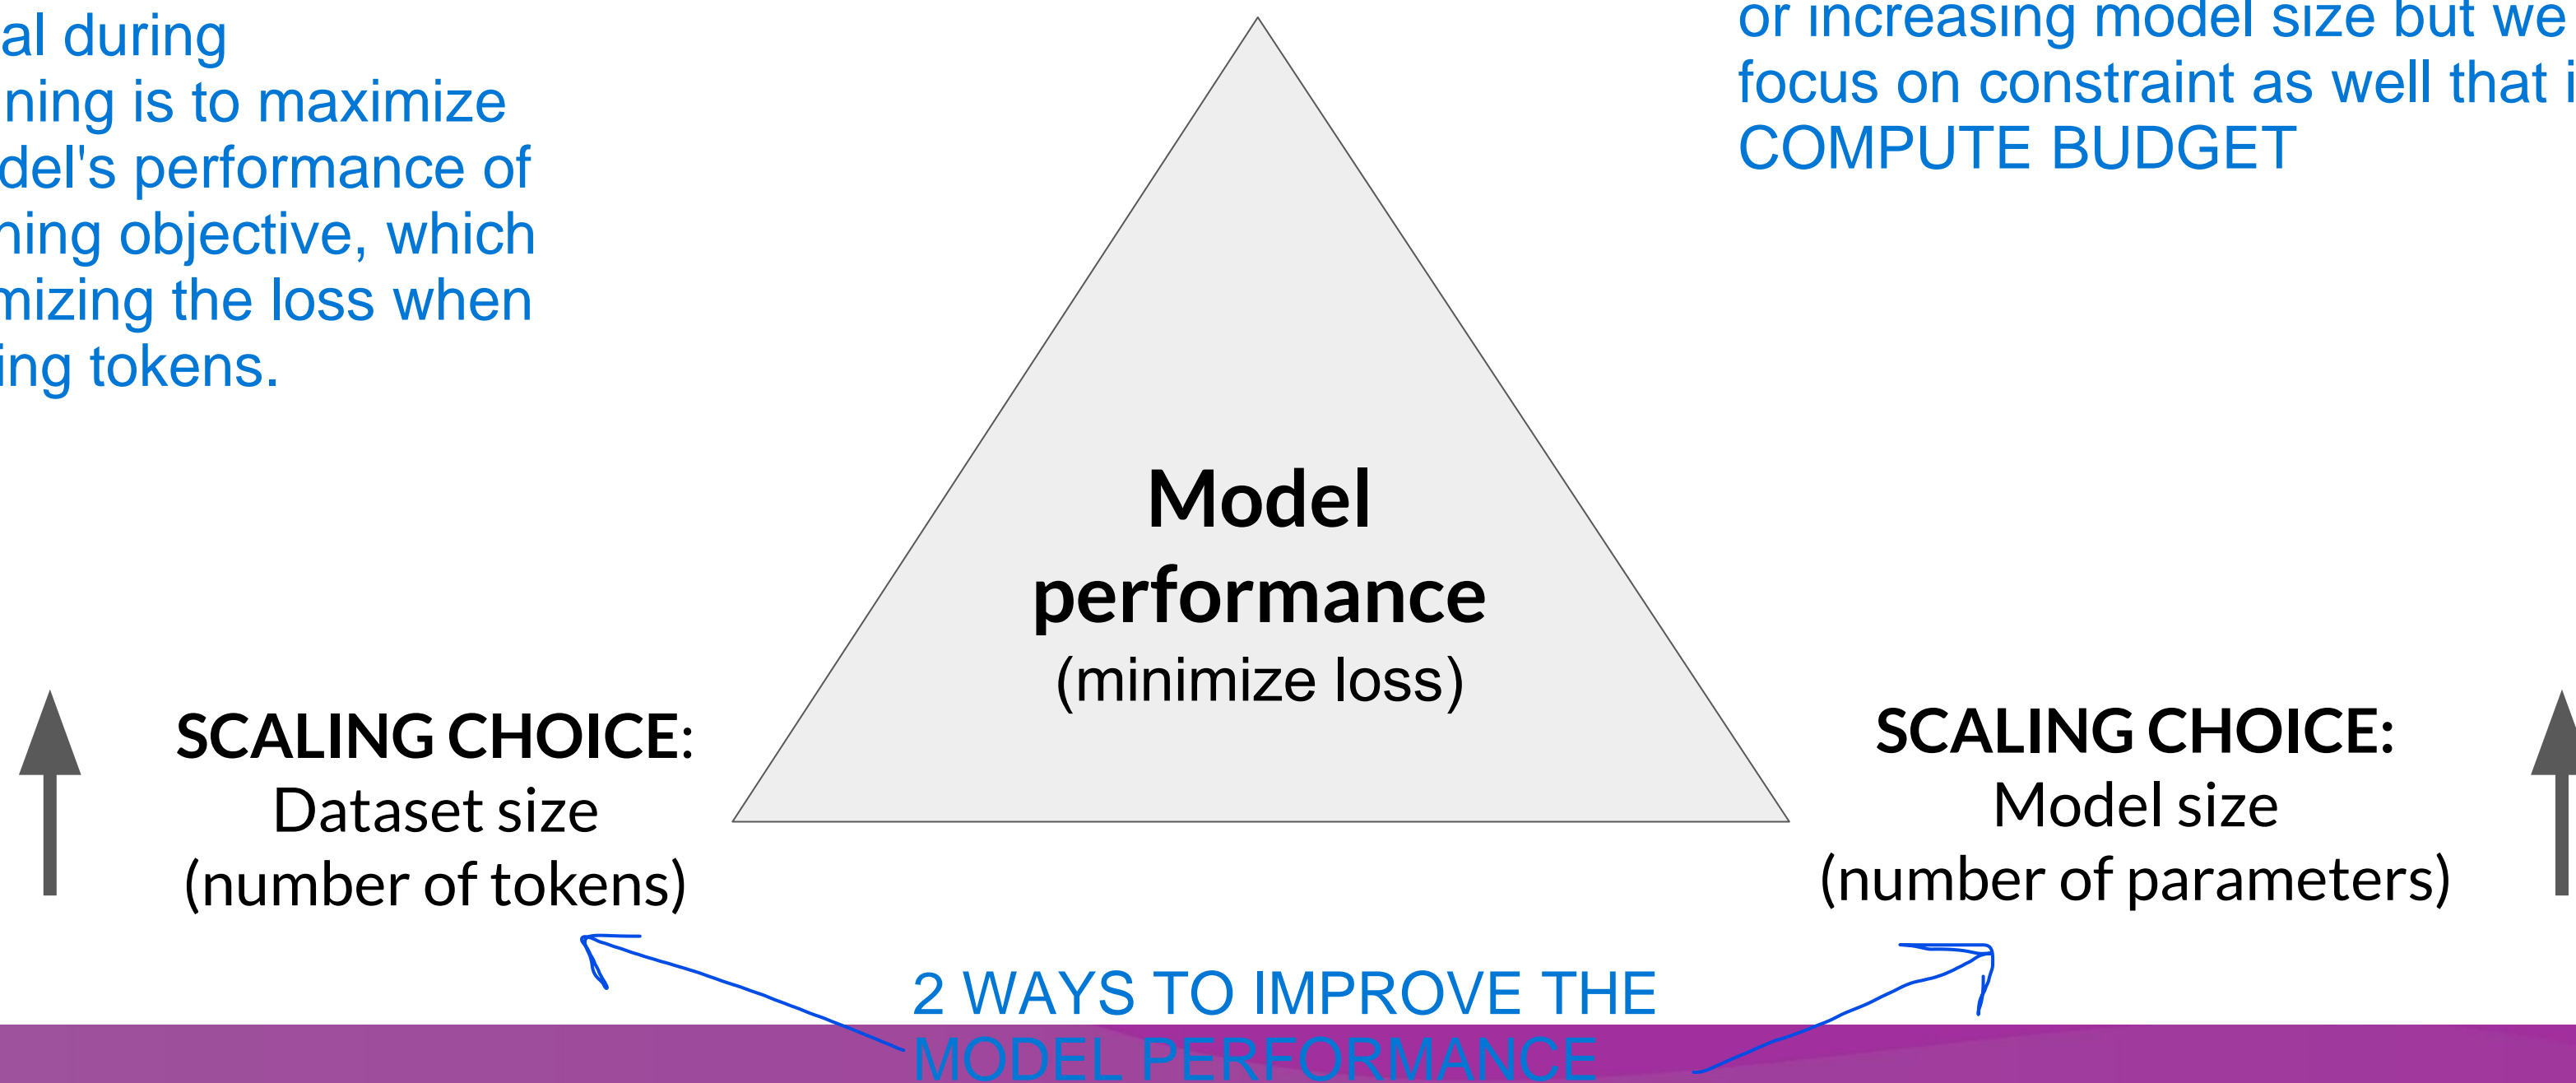 al during
ning is to maximize
del's performance of
ning objective, which
mizing the loss when
ing tokens.
or increasing model size but we
focus on constraint as well that i
COMPUTE BUDGET
Model
performance
(minimize loss)
SCALING CHOICE:
Dataset size
(number of tokens)
SCALING CHOICE:
Model size
(number of parameters)
2 WAYS TO IMPROVE THE
MODEL PERFORMANCE